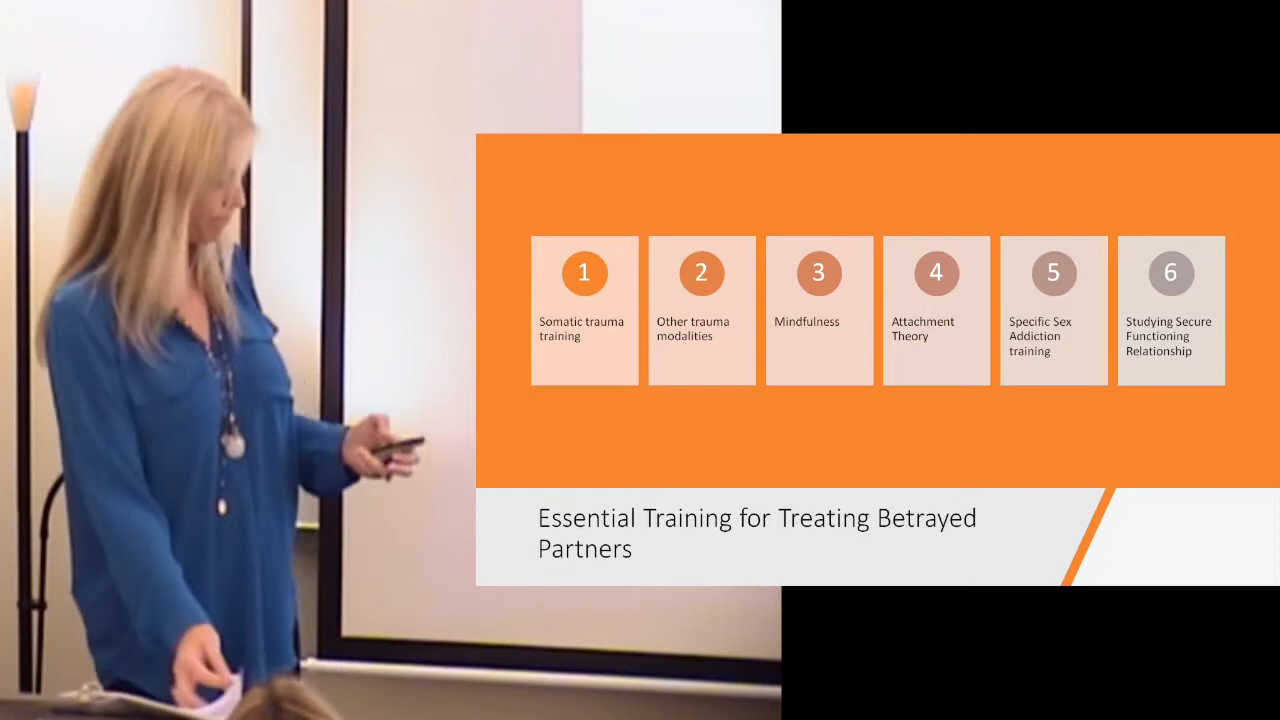 1
Somatic trauma
training
2
Other trauma
modalities
3
Mindfulness
4
Attachment
Theory
5
Specific Sex
Addiction
training
6
Studying Secure
Functioning
Relationship
Essential Training for Treating Betrayed
Partners